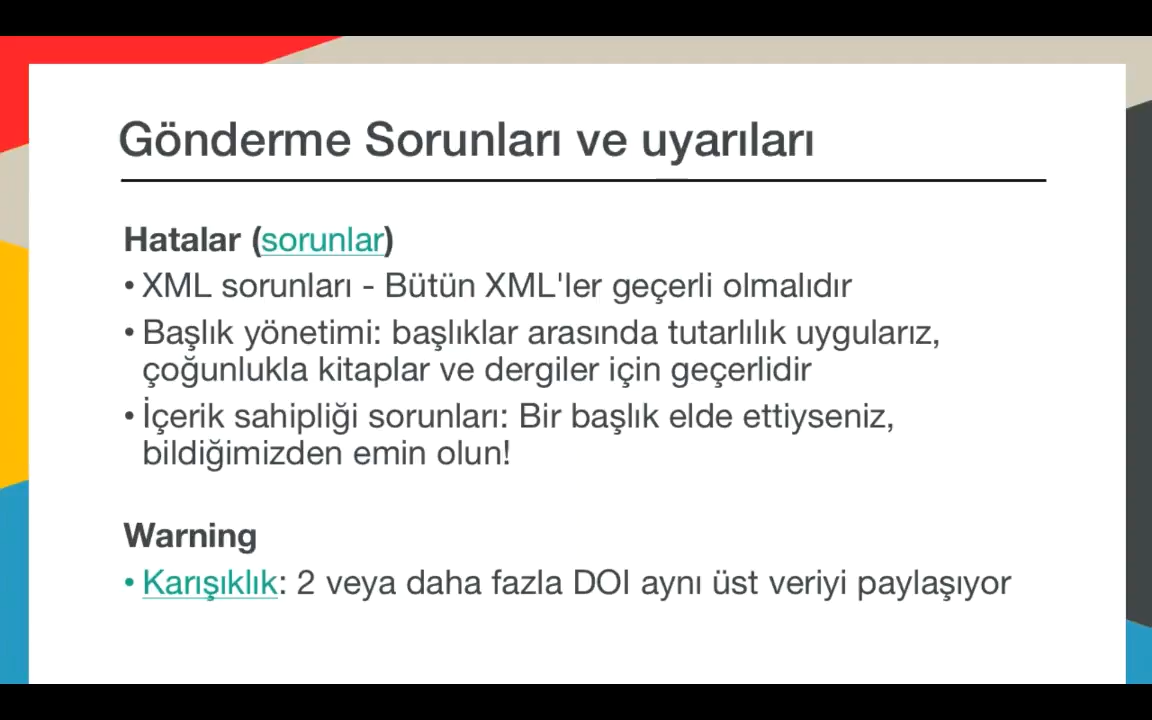 Gönderme Sorunları ve uyarıları
Hatalar (sorunlar)
• XML sorunları - Bütün XML'ler geçerli olmalıdır
• Başlık yönetimi: başlıklar arasında tutarlılık uygularız,
çoğunlukla kitaplar ve dergiler için geçerlidir
• İçerik sahipliği sorunları: Bir başlık elde ettiyseniz,
bildiğimizden emin olun!
Warning
• Karışıklık: 2 veya daha fazla DOI aynı üst veriyi paylaşıyor